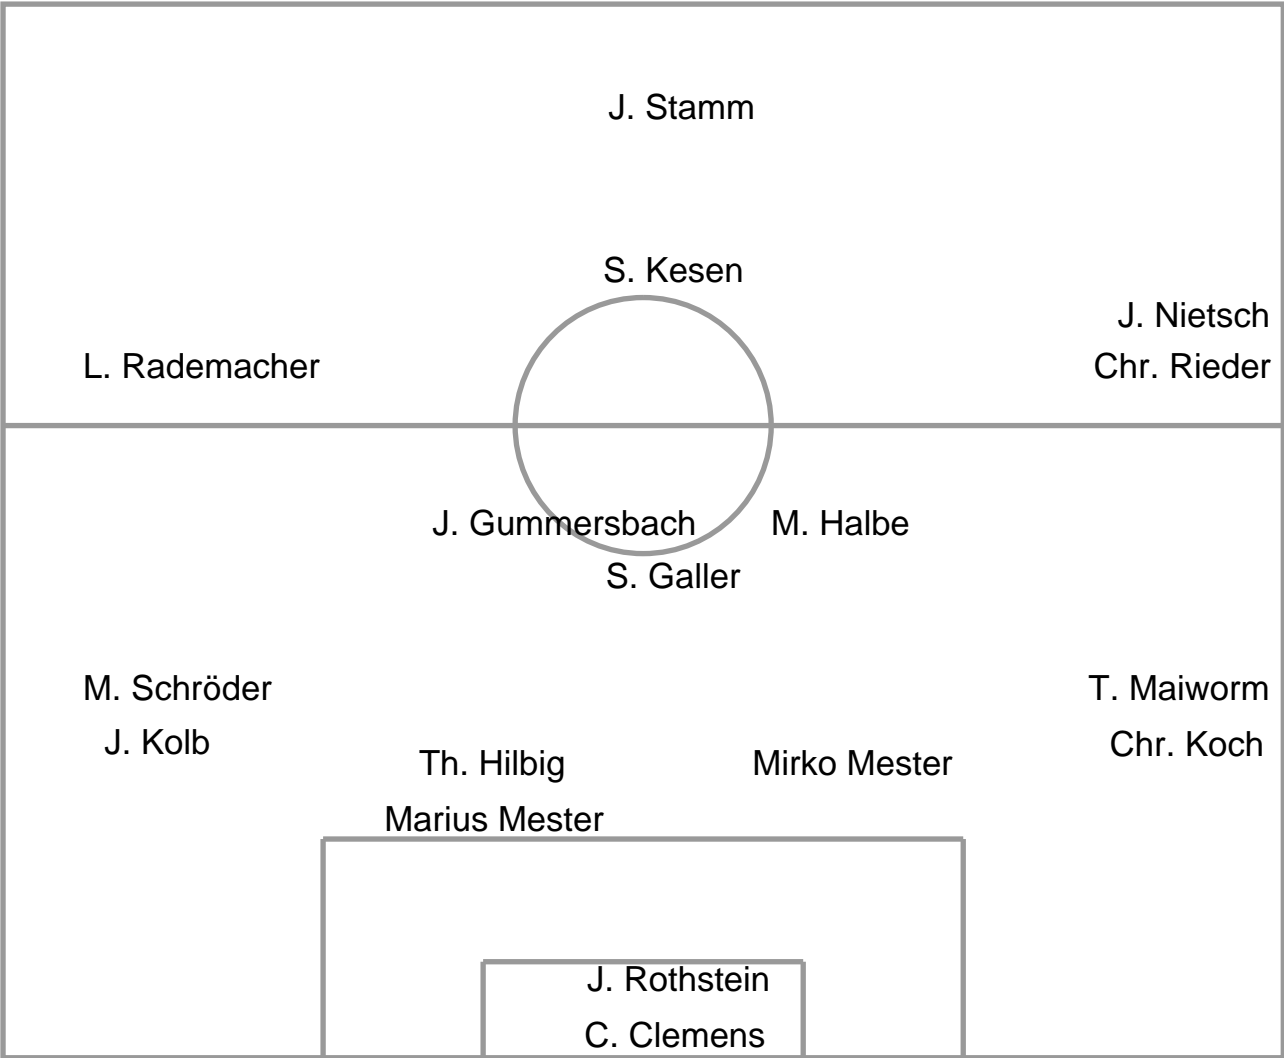 J. Stamm
S. Kesen
J. Nietsch
L. Rademacher
Chr. Rieder
J. Gummersbach
M. Halbe
S. Galler
M. Schröder
T. Maiworm
J. Kolb
Chr. Koch
Th. Hilbig
Mirko Mester
Marius Mester
J. Rothstein
C. Clemens